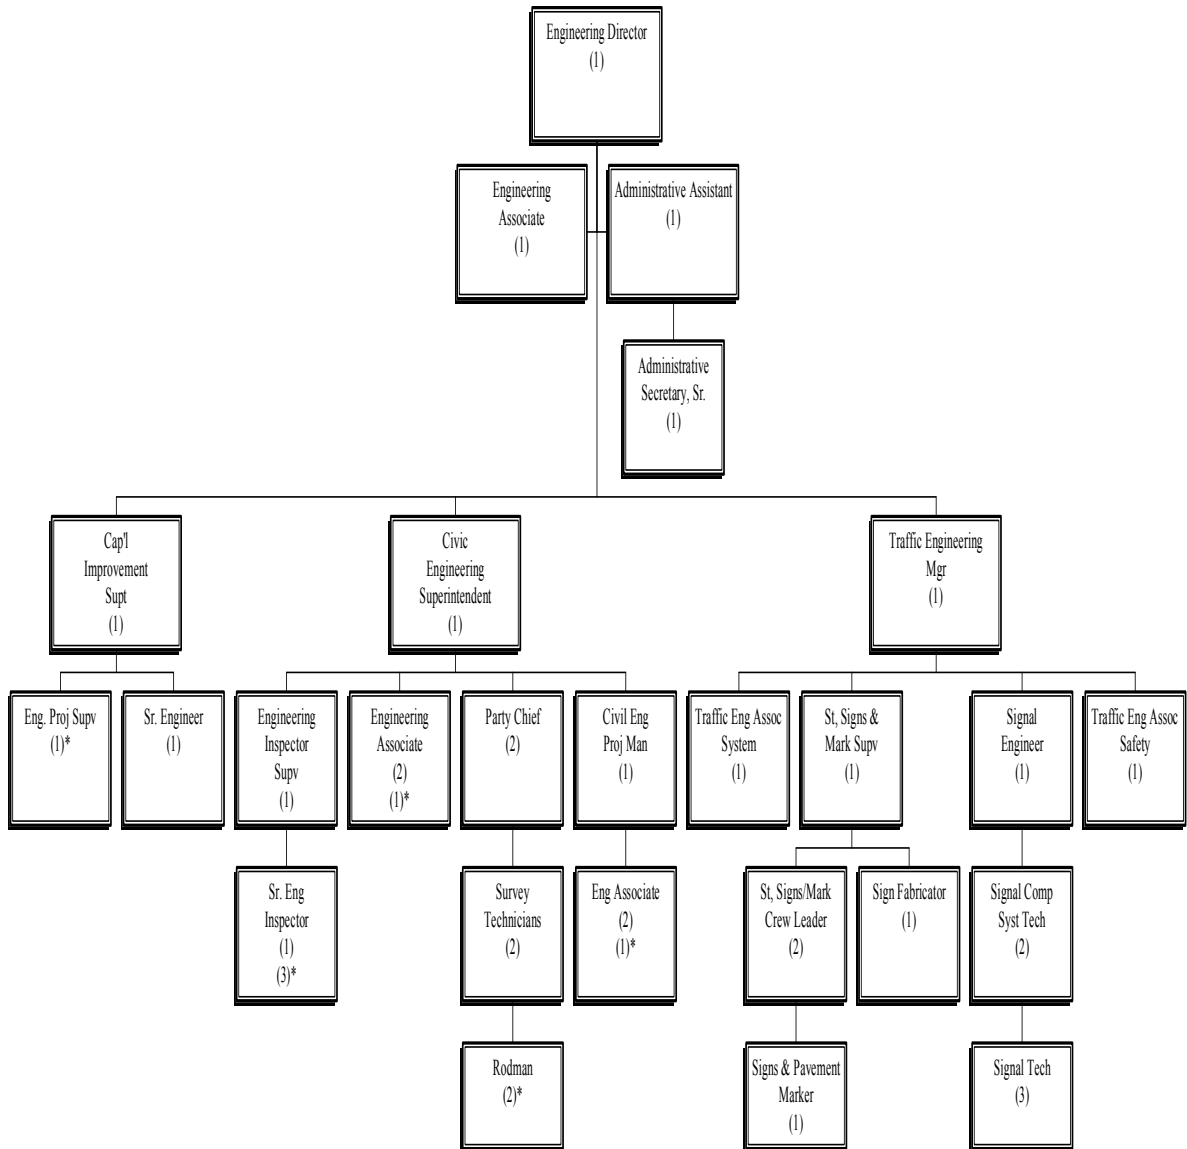 Engineering Director
(1)
Engineering
Associate
(1)
Administrative Assistant
(1)
Administrative
Secretary, Sr.
(1)
Cap'l
Improvement
Supt
(1)
Civic
Engineering
Superintendent
(1)
Traffic Engineering
Mgr
(1)
Eng. Proj Supv
(1)*
Sr. Engineer
(1)
Engineering
Inspector
Supv
(1)
Engineering
Associate
(2)
(1)*
Party Chief
(2)
Civil Eng
Proj Man
(1)
Traffic Eng Assoc
System
(1)
St, Signs &
Mark Supv
(1)
Signal
Engineer
(1)
Traffic Eng Assoc
Safety
(1)
Sr. Eng
Inspector
(1)
(3)*
Survey
Technicians
(2)
Eng Associate
(2)
(1)*
St, Signs/Mark
Crew Leader
(2)
Sign Fabricator
(1)
Signal Comp
Syst Tech
(2)
Rodman
(2)*
Signs & Pavement
Marker
(1)
Signal Tech
(3)